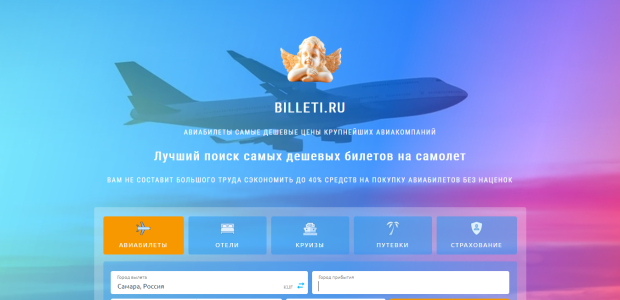 BILLETI.RU
АВИАБИЛЕТЫ САМЫЕ ДЕШЕВЫЕ ЦЕНЫ КРУПНЕЙШИХ АВИАКОМПАНИЙ
Лучший поиск самых дешевых билетов на самолет
ВАМ НЕ СОСТАВИТ БОЛЬШОГО ТРУДА СЭКОНОМИТЬ ДО 40% СРЕДСТВ НА ПОКУПКУ АВИАБИЛЕТОВ БЕЗ НАЦЕНОК
АВИАБИЛЕТЫ ОТЕЛИ КРУИЗЫ ПУТЕВКИ СТРАХОВАНИЕ
Город вылета Город прибытия
Самара, Россия KUF